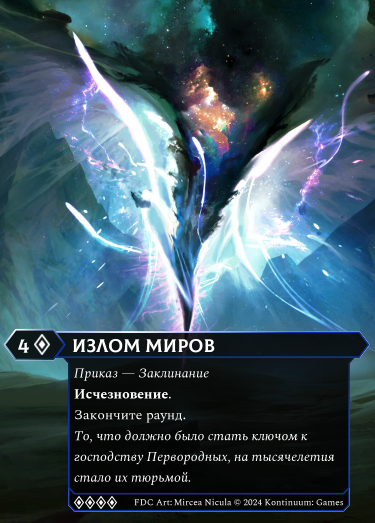 4 ИЗЛОМ МИРОВ
Приказ — Заклинание
Исчезновение.
Закончите раунд.
То, что должно было стать ключом к
господству Первородных, на тысячелетия
стало их тюрьмой.
FDC Art: Mircea Nicula © 2024 Kontinuum: Games